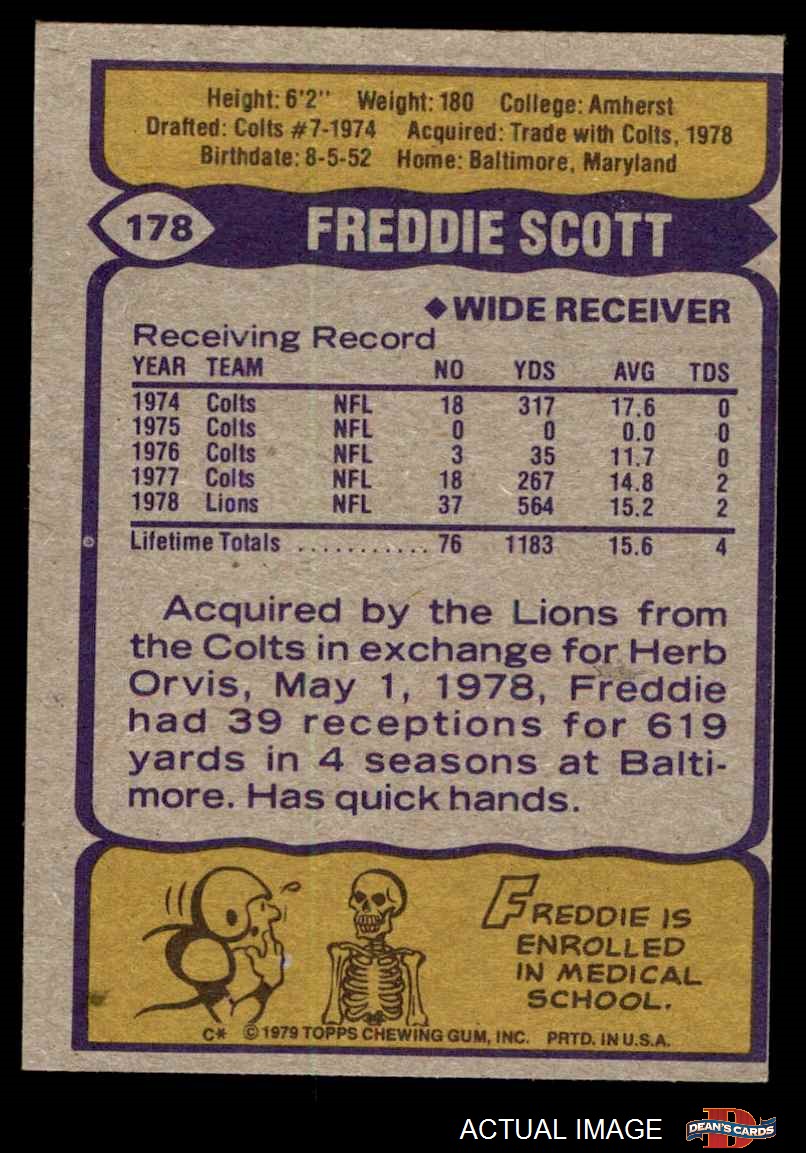 Height: 6'2" Weight: 180 College: Amherst
Drafted: Colts #7-1974 Acquired: Trade with Colts, 1978
Birthdate: 8-5-52 Home: Baltimore, Maryland
178 FREDDIE SCOTT
◆WIDE RECEIVER
Receiving Record
YEAR TEAM NO YDS AVG TDS
1974 Colts NFL 18 317 17.6 0
1975 Colts NFL 0 0 0.0 0
1976 Colts NFL 3 35 11.7 0
1977 Colts NFL 18 267 14.8 2
1978 Lions NFL 37 564 15.2 2
Lifetime Totals ............ 76 1183 15.6 4
Acquired by the Lions from
the Colts in exchange for Herb
Orvis, May 1, 1978, Freddie
had 39 receptions for 619
yards in 4 seasons at Balti-
more. Has quick hands.
FREDDIE IS
ENROLLED
IN MEDICAL
SCHOOL.
C* ©1979 TOPPS CHEWING GUM, INC. PRTD. IN U.S.A.
ACTUAL IMAGE
D
DEAN'S CARDS